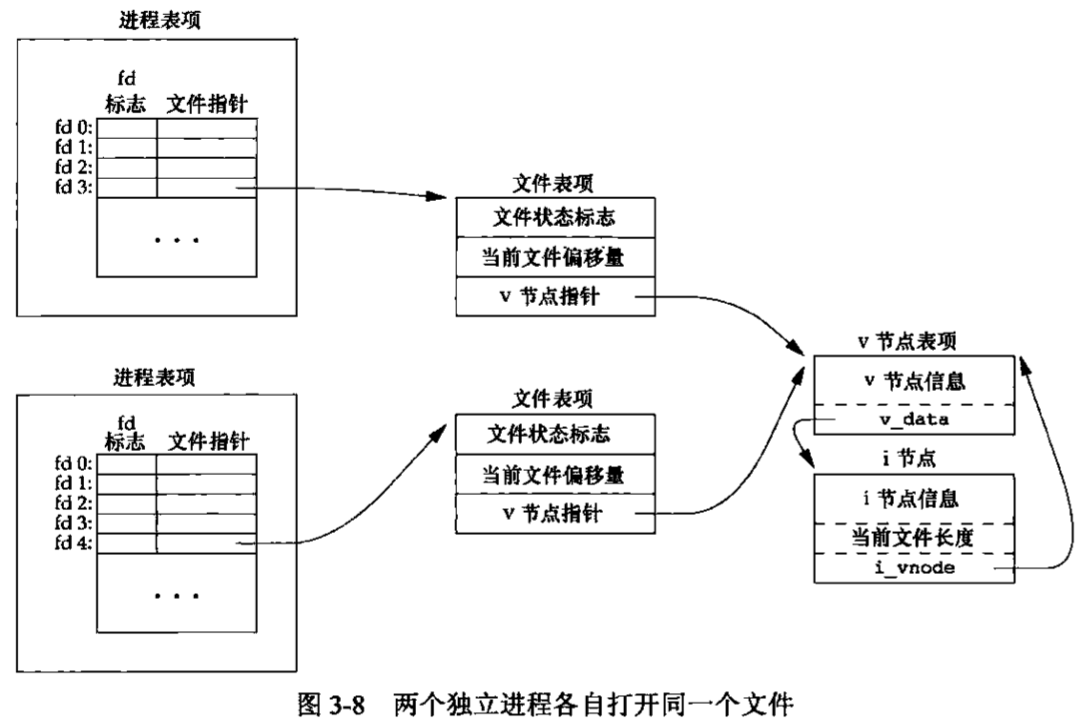 进程表项
fd
标志 文件指针
fd 0:
fd 1:
fd 2:
fd 3:
· · ·
文件表项
文件状态标志
当前文件偏移量
v 节点指针
v 节点表项
v 节点信息
v_data
i 节点
i 节点信息
当前文件长度
i_vnode
进程表项
fd
标志 文件指针
fd 0:
fd 1:
fd 2:
fd 3:
fd 4:
· · ·
文件表项
文件状态标志
当前文件偏移量
v 节点指针
图 3-8 两个独立进程各自打开同一个文件